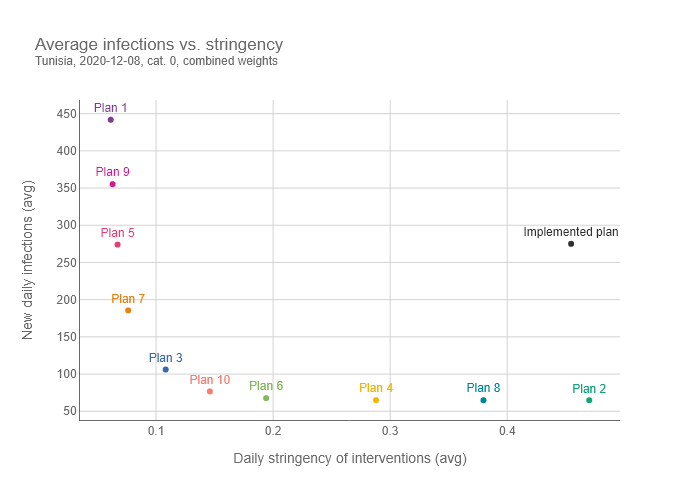 Average infections vs. stringency
Tunisia, 2020-12-08, cat. 0, combined weights
New daily infections (avg)
450
400
350
300
250
200
150
100
50
Plan 1
Plan 9
Plan 5
Implemented plan
Plan 7
Plan 3
Plan 10
Plan 6
Plan 4
Plan 8
Plan 2
0.1
0.2
0.3
0.4
Daily stringency of interventions (avg)